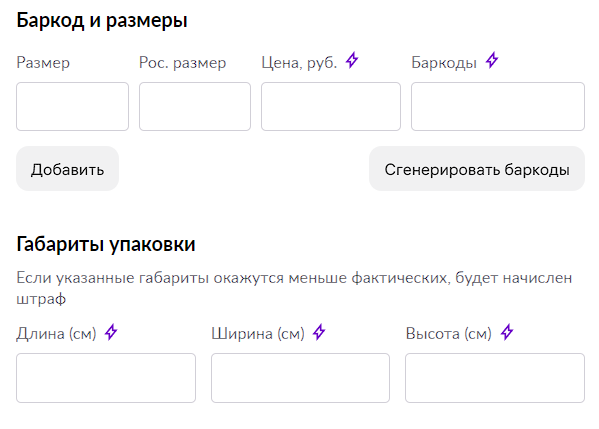 Баркод и размеры
Размер Рос. размер Цена, руб. Баркоды
Добавить Сгенерировать баркоды
Габариты упаковки
Если указанные габариты окажутся меньше фактических, будет начислен
штраф
Длина (см) Ширина (см) Высота (см)